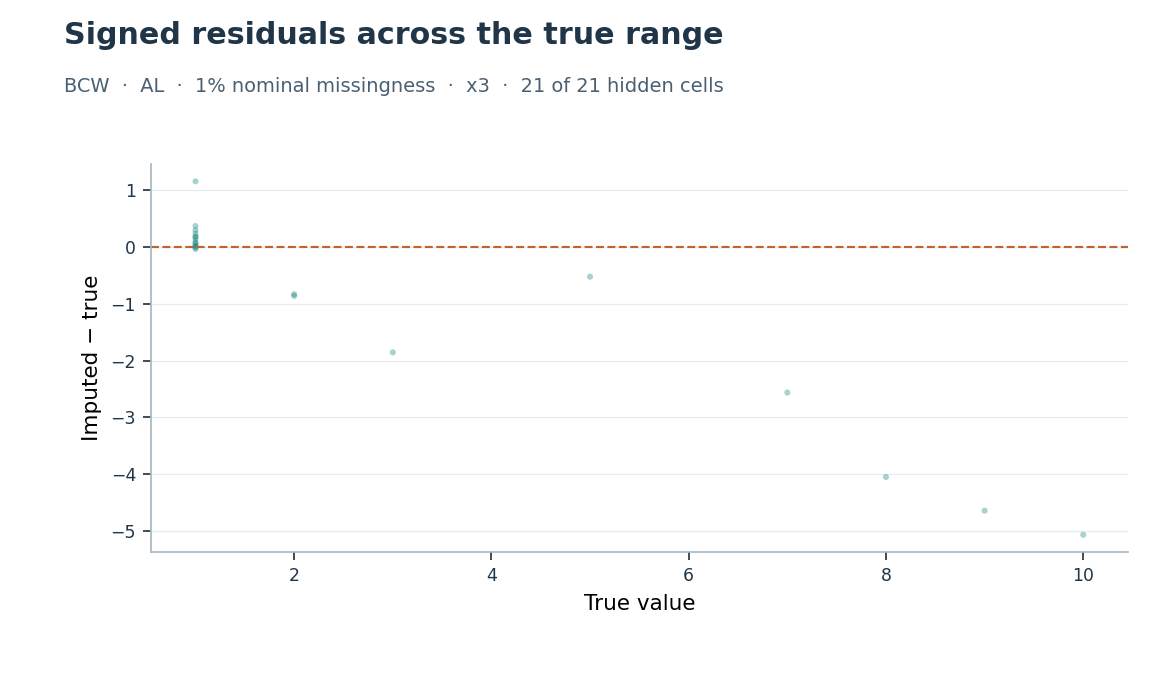 Signed residuals across the true range
BCW · AL · 1% nominal missingness · x3 · 21 of 21 hidden cells
1
0
−1
−2
−3
−4
−5
Imputed − true
2 4 6 8 10
True value